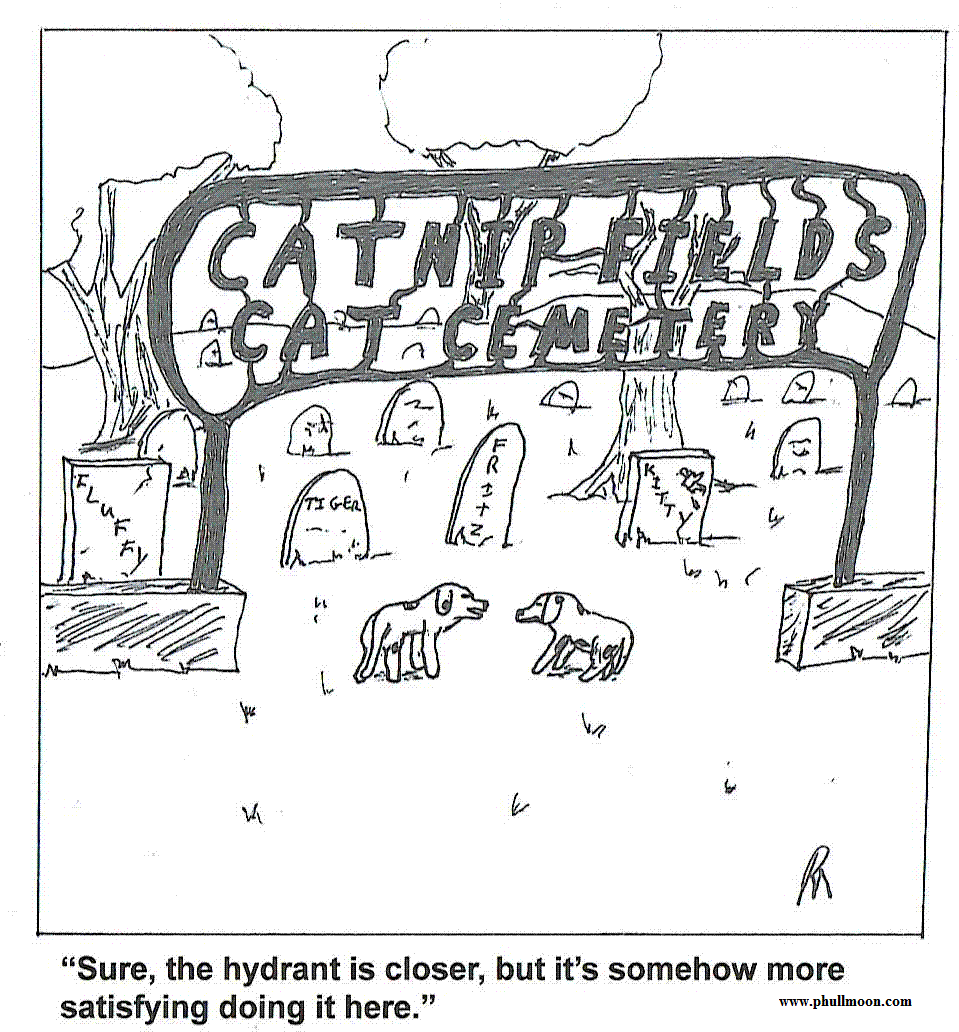 CATNIP FIELDS
CAT CEMETERY
FLUFFY
TIGER
FRITZ
KITTY
“Sure, the hydrant is closer, but it’s somehow more
satisfying doing it here.”
www.phullmoon.com